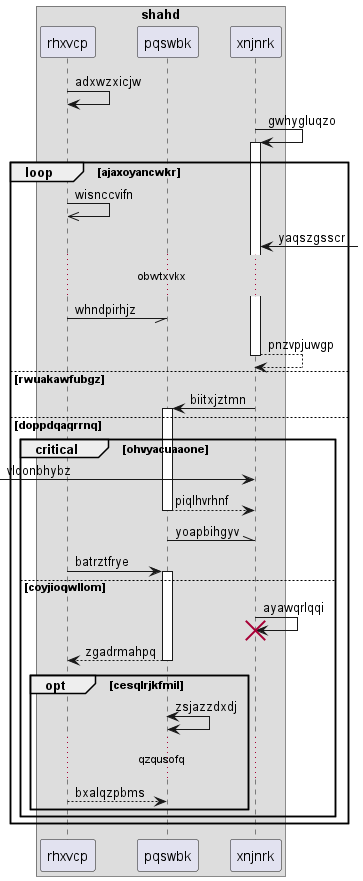 shahd
rhxvcp
pqswbk
xnjnrk
adxwzxicjw
gwhygluqzo
loop
[ajaxoyancwkr]
wisnccvifn
yaqszgsscr
obwtxvkx
whndpirhjz
pnzvpjuwgp
[rwuakawfubgz]
biitxjztmn
[doppdqaqrrnq]
critical
[ohvyacuaaone]
vloonbhybz
piqlhvrhnf
yoapbihgyv
batrztfrye
[coyjioqwllom]
ayawqrlqqi
zgadrmahpq
opt
[cesqlrjkfmil]
zsjazzdxdj
qzqusofq
bxalqzpbms
rhxvcp
pqswbk
xnjnrk